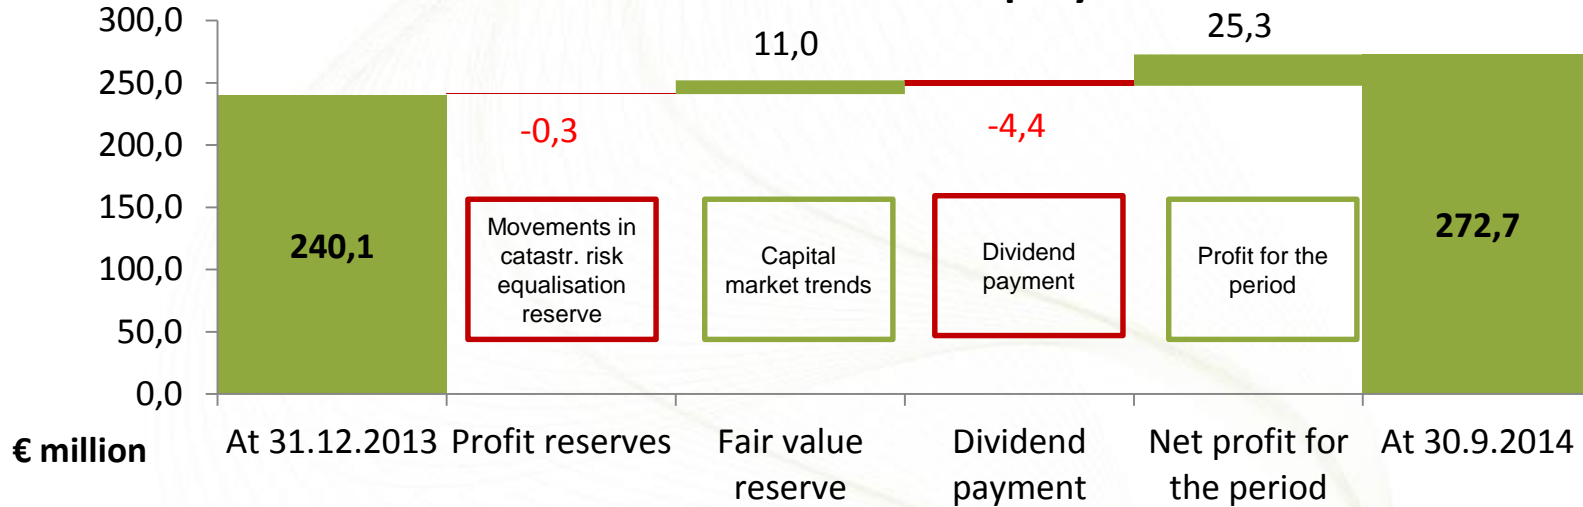 300,0
250,0
200,0
150,0
100,0
50,0
0,0
240,1
-0,3
11,0
-4,4
25,3
272,7
Movements in
catastr. risk
equalisation
reserve
Capital
market trends
Dividend
payment
Profit for the
period
€ million
At 31.12.2013
Profit reserves
Fair value
reserve
Dividend
payment
Net profit for
the period
At 30.9.2014